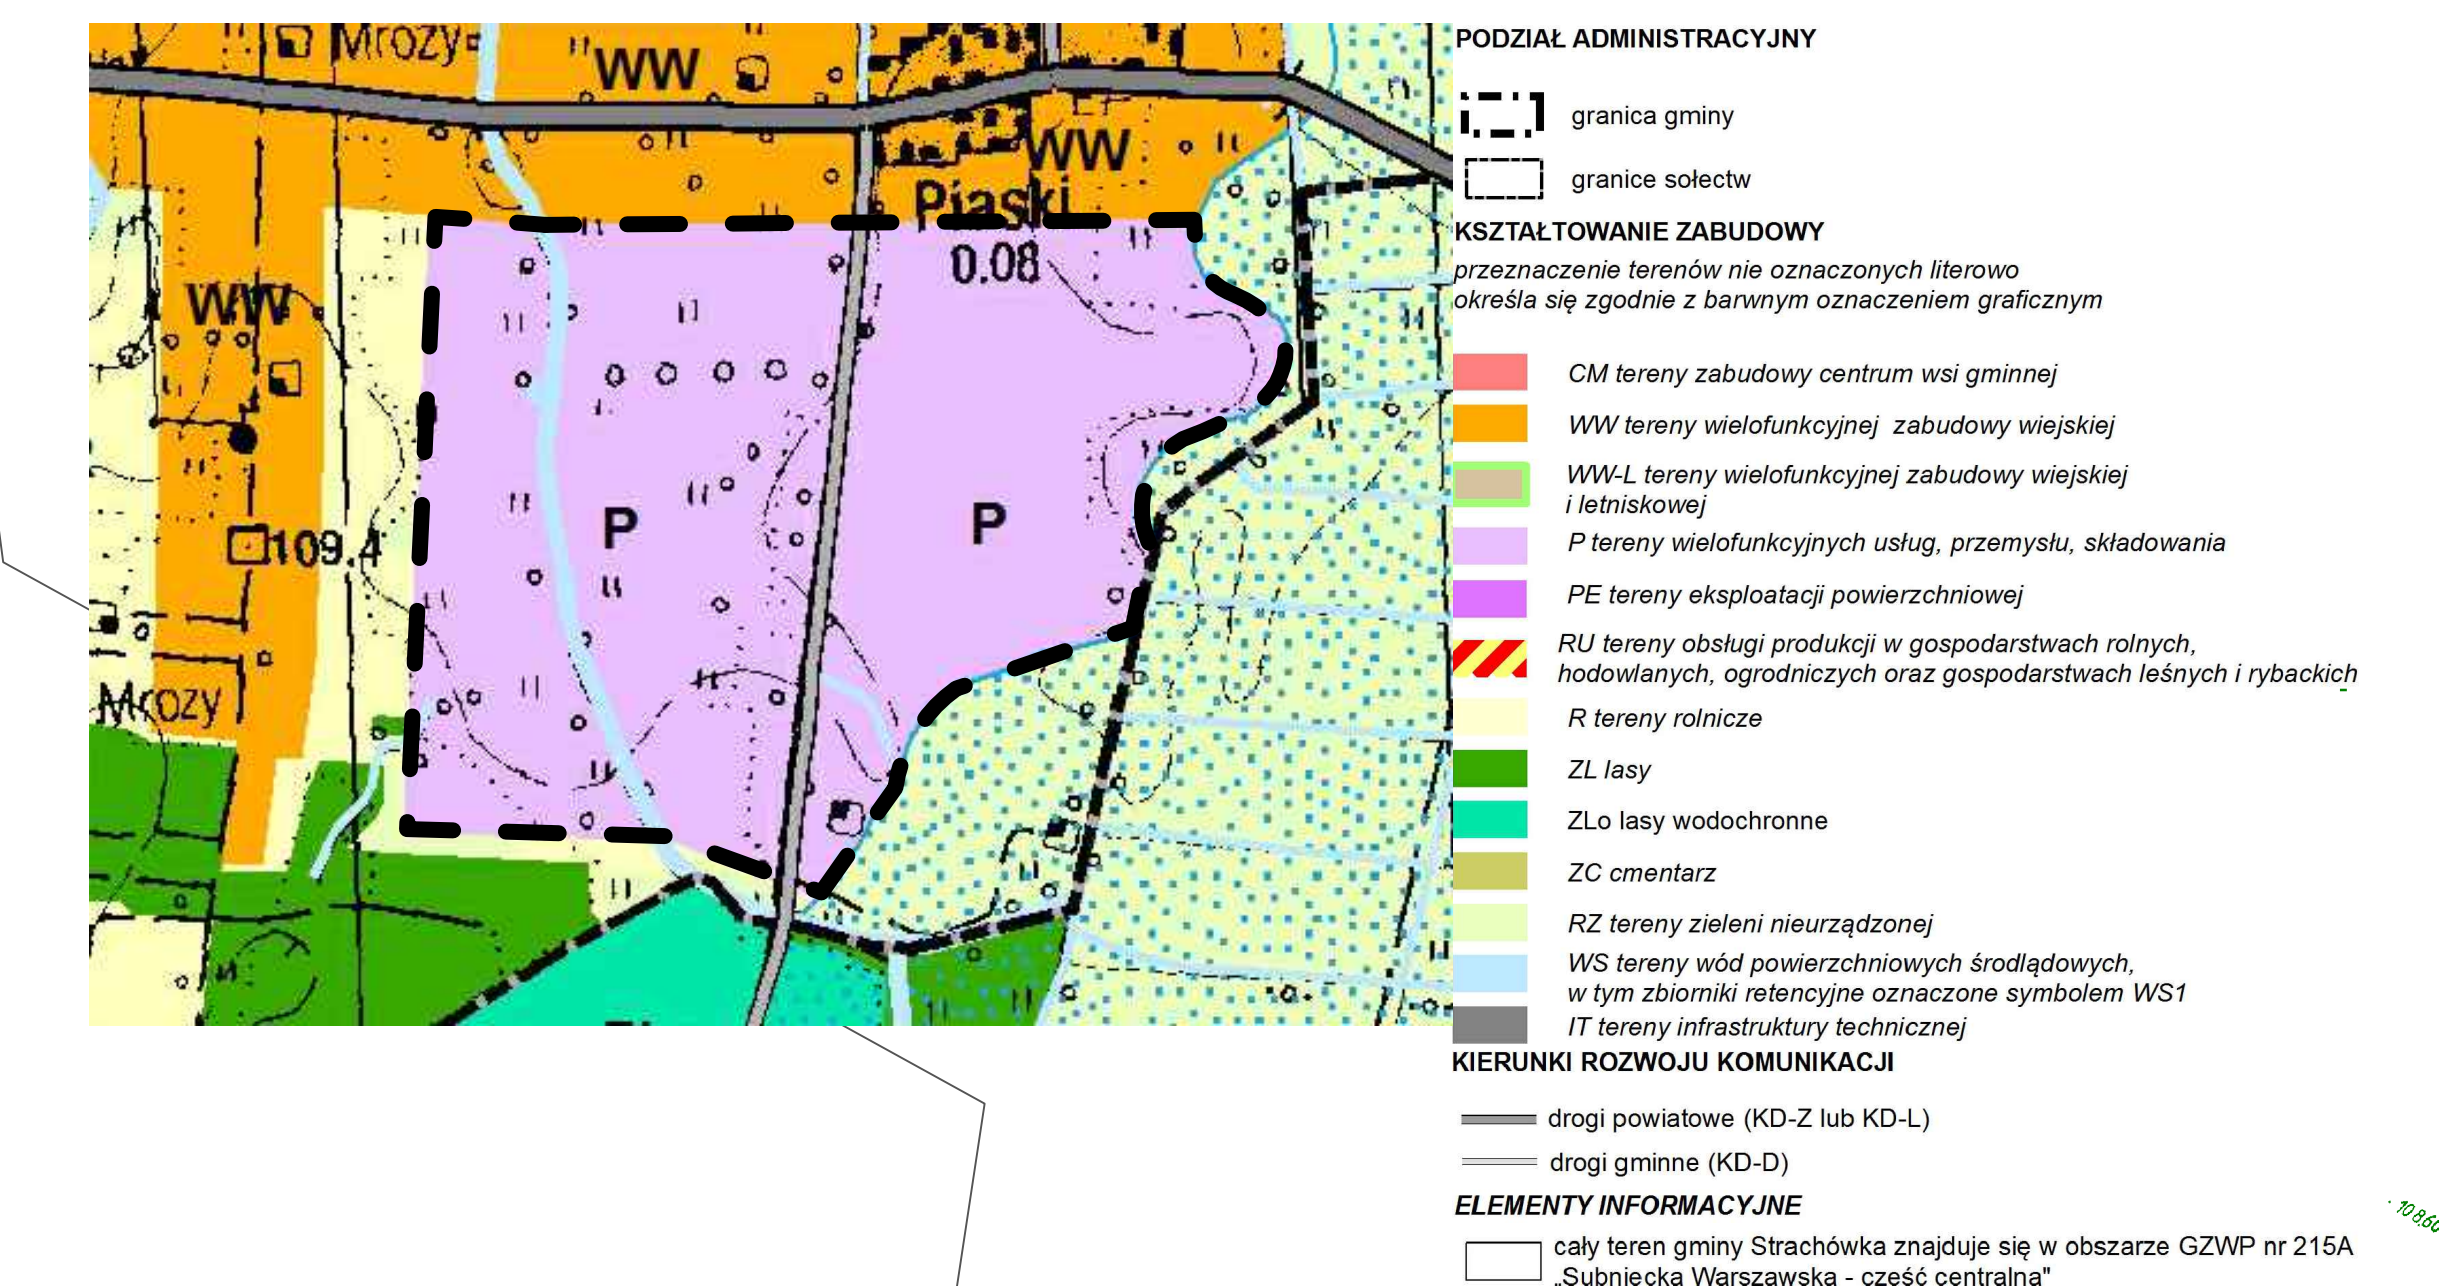 Mrozy
WW
WW
Piaski
0.08
WW
109.4
P
P
Mrozy
PODZIAŁ ADMINISTRACYJNY
granica gminy
granice sołectw
KSZTAŁTOWANIE ZABUDOWY
przeznaczenie terenów nie oznaczonych literowo
określa się zgodnie z barwnym oznaczeniem graficznym
CM tereny zabudowy centrum wsi gminnej
WW tereny wielofunkcyjnej zabudowy wiejskiej
WW-L tereny wielofunkcyjnej zabudowy wiejskiej
i letniskowej
P tereny wielofunkcyjnych usług, przemysłu, składowania
PE tereny eksploatacji powierzchniowej
RU tereny obsługi produkcji w gospodarstwach rolnych,
hodowlanych, ogrodniczych oraz gospodarstwach leśnych i rybackich
R tereny rolnicze
ZL lasy
ZLo lasy wodochronne
ZC cmentarz
RZ tereny zieleni nieurządzonej
WS tereny wód powierzchniowych śródlądowych,
w tym zbiorniki retencyjne oznaczone symbolem WS1
IT tereny infrastruktury technicznej
KIERUNKI ROZWOJU KOMUNIKACJI
drogi powiatowe (KD-Z lub KD-L)
drogi gminne (KD-D)
ELEMENTY INFORMACYJNE
cały teren gminy Strachówka znajduje się w obszarze GZWP nr 215A
„Subniecka Warszawska - część centralna"
108.60